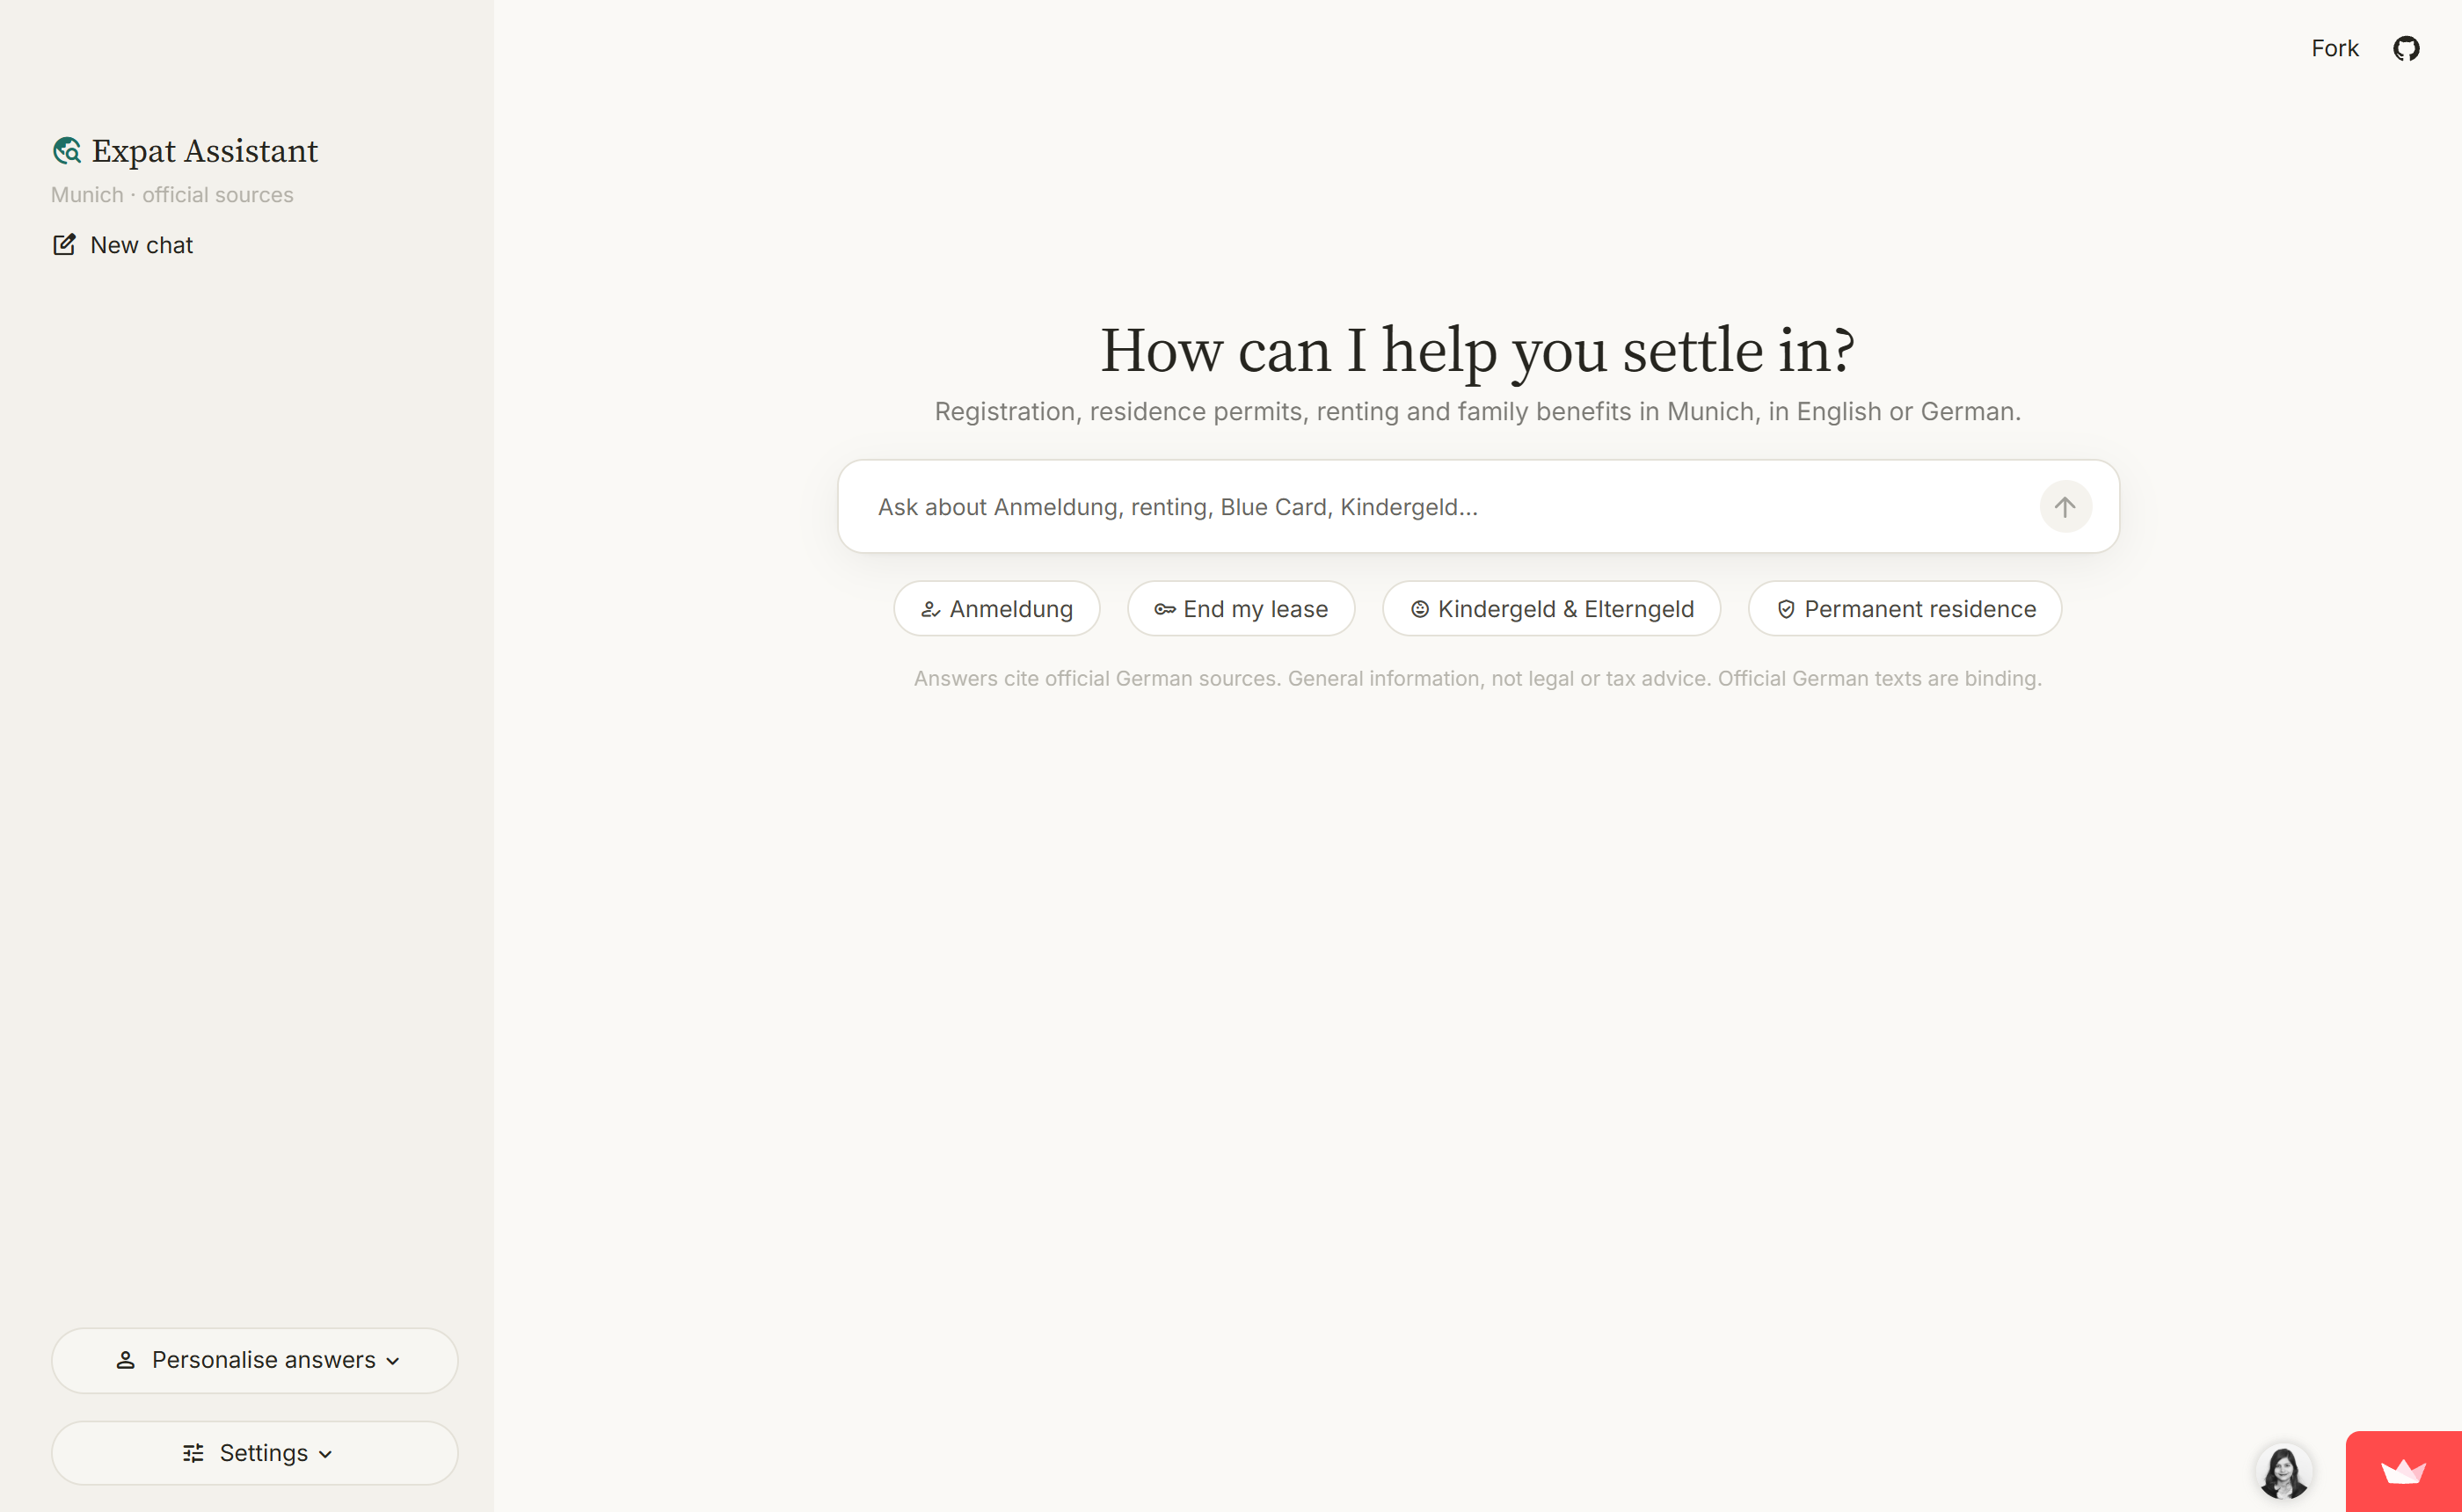 Fork
Expat Assistant
Munich · official sources
New chat
How can I help you settle in?
Registration, residence permits, renting and family benefits in Munich, in English or German.
Ask about Anmeldung, renting, Blue Card, Kindergeld...
Anmeldung
End my lease
Kindergeld & Elterngeld
Permanent residence
Answers cite official German sources. General information, not legal or tax advice. Official German texts are binding.
Personalise answers
Settings